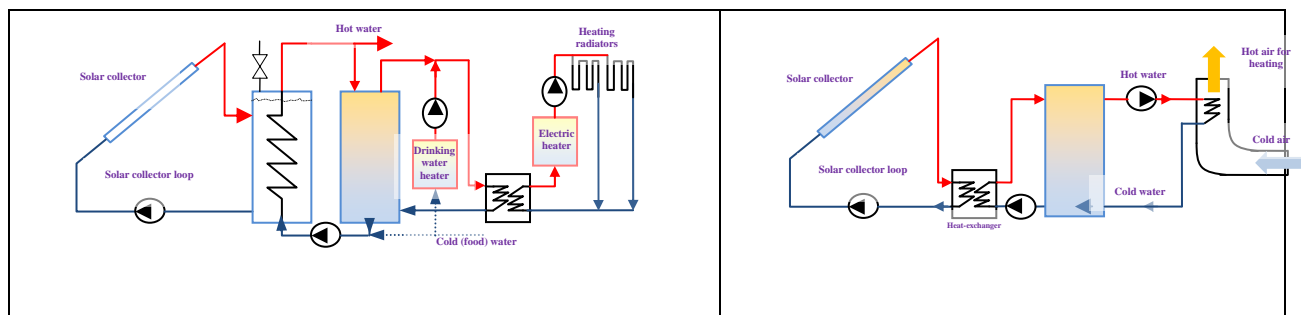 Hot water
Heating
radiators
Solar collector
Drinking
water
heater
Electric
heater
Solar collector loop
Cold (food) water
Hot air for
heating
Hot water
Solar collector
Cold air
Solar collector loop
Cold water
Heat-exchanger